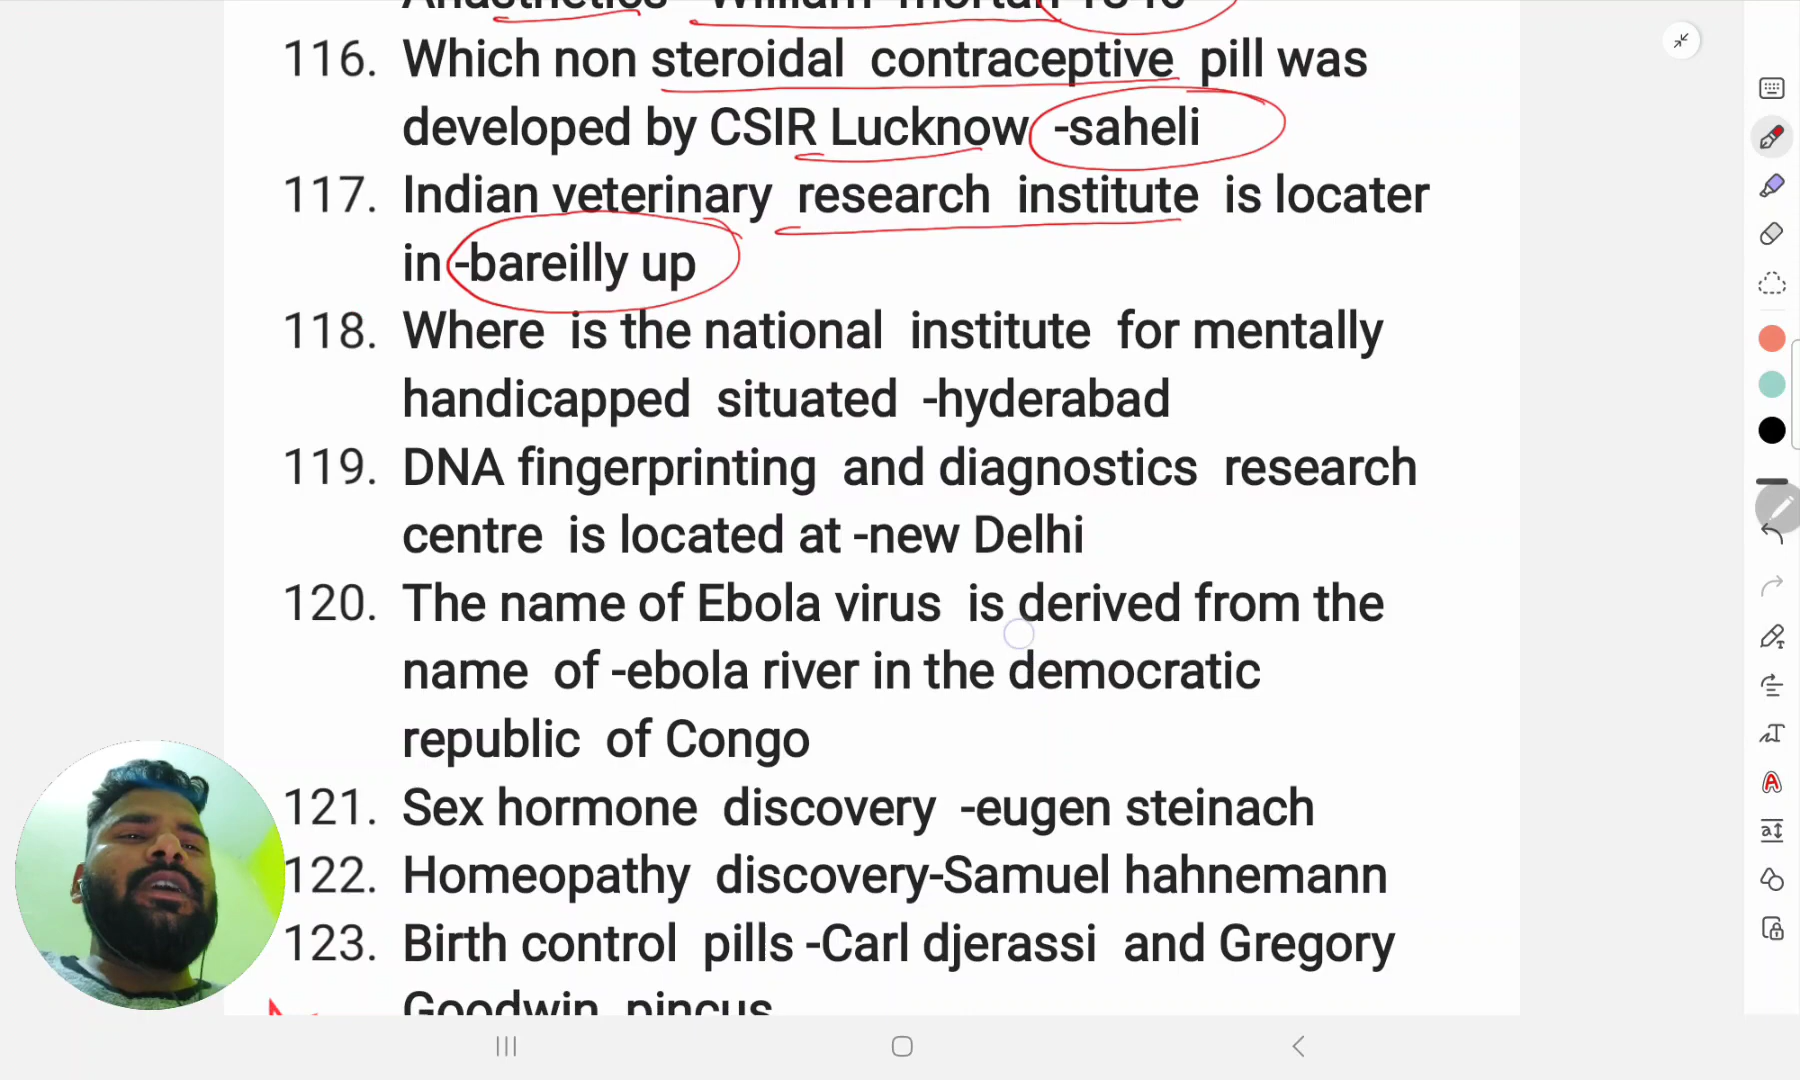 116. Which non steroidal contraceptive pill was
developed by CSIR Lucknow -saheli
117. Indian veterinary research institute is locater
in -bareilly up
118. Where is the national institute for mentally
handicapped situated -hyderabad
119. DNA fingerprinting and diagnostics research
centre is located at -new Delhi
120. The name of Ebola virus is derived from the
name of -ebola river in the democratic
republic of Congo
121. Sex hormone discovery -eugen steinach
122. Homeopathy discovery-Samuel hahnemann
123. Birth control pills -Carl djerassi and Gregory
Goodwin pincus